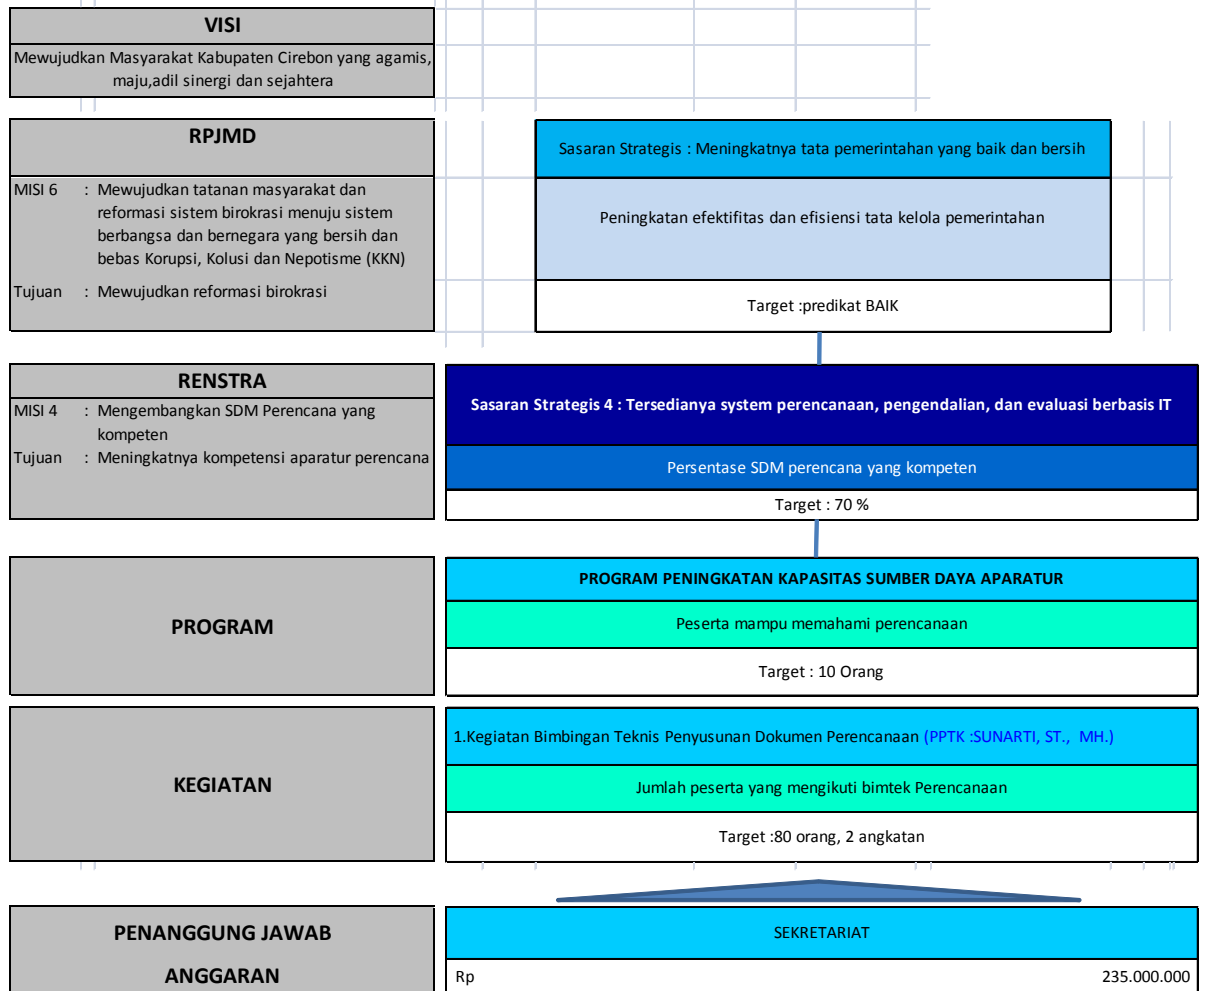 VISI
Mewujudkan Masyarakat Kabupaten Cirebon yang agamis,
maju,adil sinergi dan sejahtera
RPJMD
MISI 6 : Mewujudkan tatanan masyarakat dan
reformasi sistem birokrasi menuju sistem
berbangsa dan bernegara yang bersih dan
bebas Korupsi, Kolusi dan Nepotisme (KKN)
Tujuan : Mewujudkan reformasi birokrasi
Sasaran Strategis : Meningkatnya tata pemerintahan yang baik dan bersih
Peningkatan efektifitas dan efisiensi tata kelola pemerintahan
Target :predikat BAIK
RENSTRA
MISI 4 : Mengembangkan SDM Perencana yang
kompeten
Tujuan : Meningkatnya kompetensi aparatur perencana
Sasaran Strategis 4 : Tersedianya system perencanaan, pengendalian, dan evaluasi berbasis IT
Persentase SDM perencana yang kompeten
Target : 70 %
PROGRAM
PROGRAM PENINGKATAN KAPASITAS SUMBER DAYA APARATUR
Peserta mampu memahami perencanaan
Target : 10 Orang
KEGIATAN
1.Kegiatan Bimbingan Teknis Penyusunan Dokumen Perencanaan (PPTK :SUNARTI, ST., MH.)
Jumlah peserta yang mengikuti bimtek Perencanaan
Target :80 orang, 2 angkatan
PENANGGUNG JAWAB
SEKRETARIAT
ANGGARAN
Rp 235.000.000